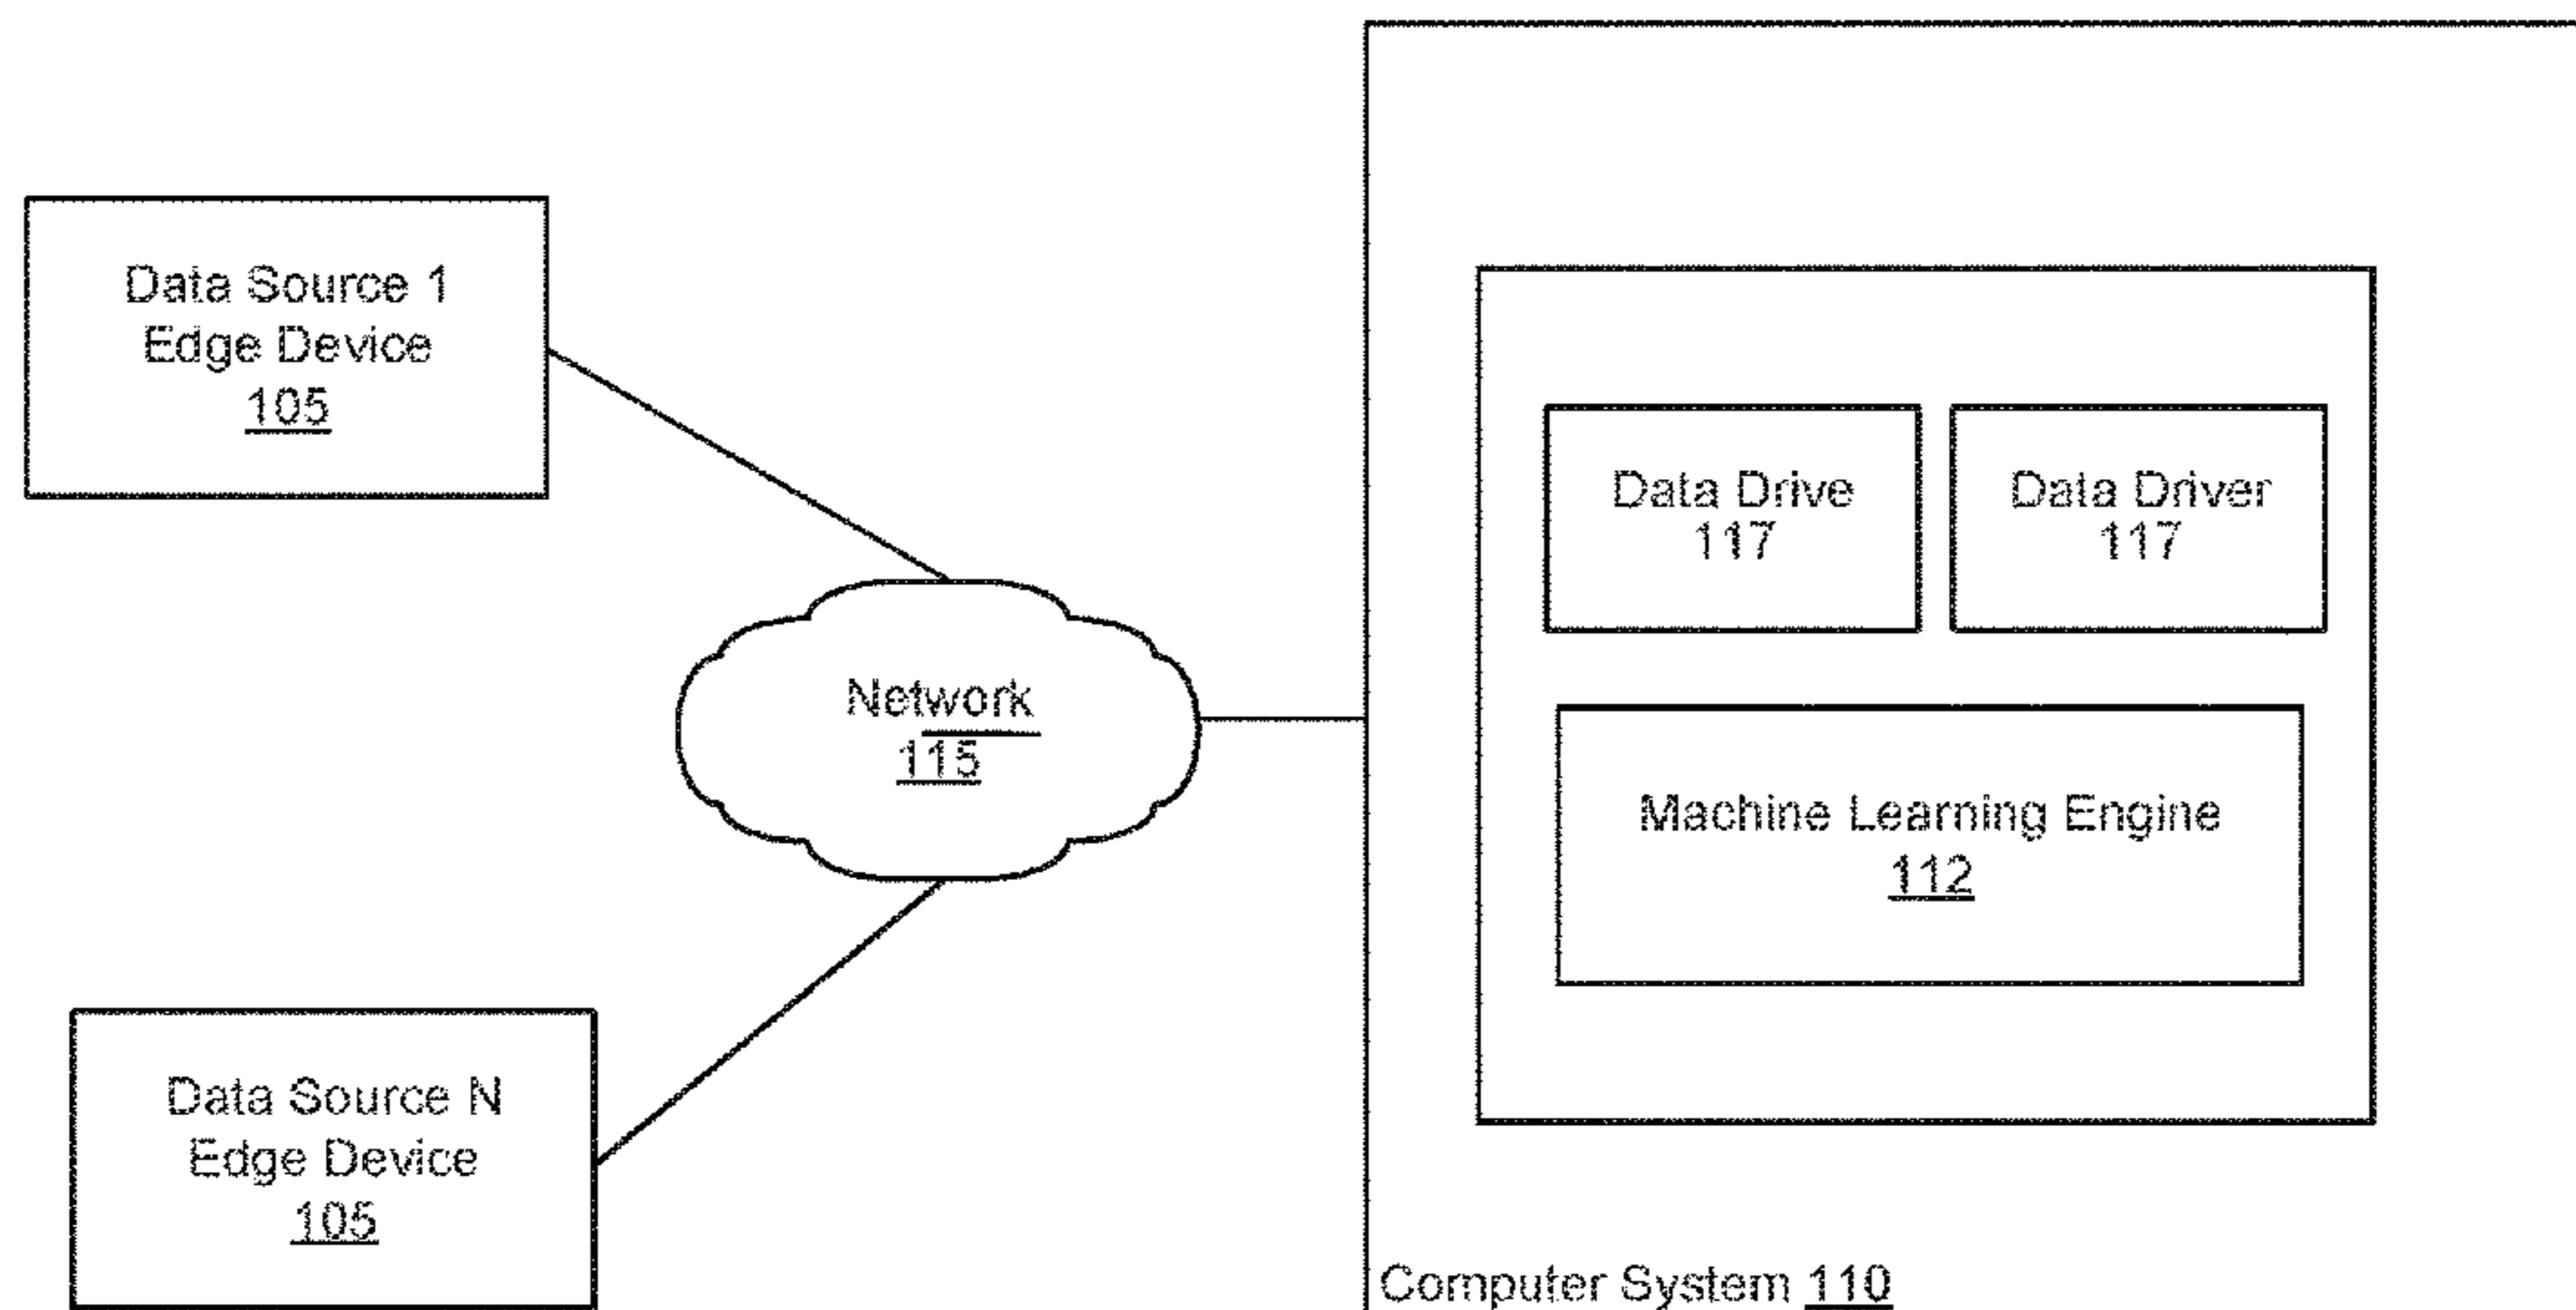 Data Source 1
Edge Device
105
Data Drive
117
Data Driver
117
Network
115
Machine Learning Engine
112
Data Source N
Edge Device
105
Computer System 110